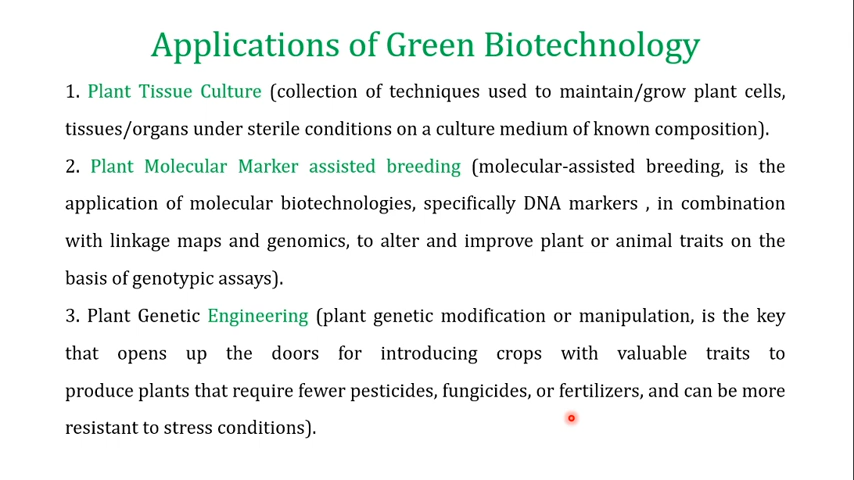 Applications of Green Biotechnology
1. Plant Tissue Culture (collection of techniques used to maintain/grow plant cells,
tissues/organs under sterile conditions on a culture medium of known composition).
2. Plant Molecular Marker assisted breeding (molecular-assisted breeding, is the
application of molecular biotechnologies, specifically DNA markers , in combination
with linkage maps and genomics, to alter and improve plant or animal traits on the
basis of genotypic assays).
3. Plant Genetic Engineering (plant genetic modification or manipulation, is the key
that opens up the doors for introducing crops with valuable traits to
produce plants that require fewer pesticides, fungicides, or fertilizers, and can be more
resistant to stress conditions).